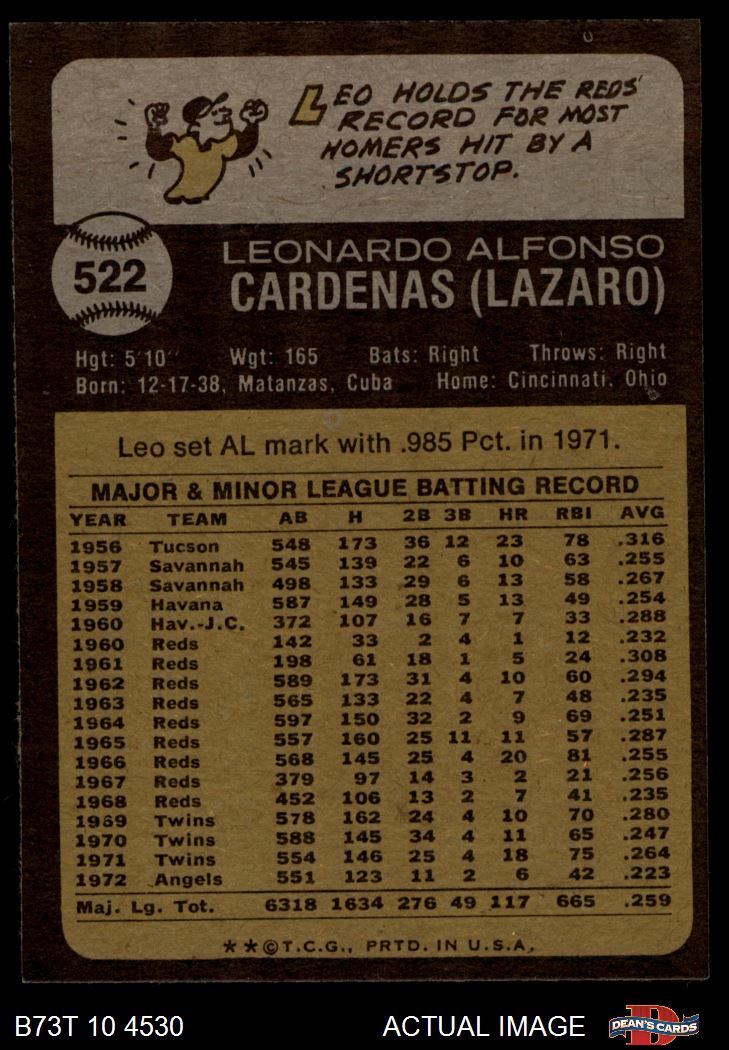 LEO HOLDS THE REDS'
RECORD FOR MOST
HOMERS HIT BY A
SHORTSTOP.
522
LEONARDO ALFONSO
CARDENAS (LAZARO)
Hgt: 5'10" Wgt: 165 Bats: Right Throws: Right
Born: 12-17-38, Matanzas, Cuba Home: Cincinnati, Ohio
Leo set AL mark with .985 Pct. in 1971.
MAJOR & MINOR LEAGUE BATTING RECORD
YEAR TEAM AB H 2B 3B HR RBI AVG
1956 Tucson 548 173 36 12 23 78 .316
1957 Savannah 545 139 22 6 10 63 .255
1958 Savannah 498 133 29 6 13 58 .267
1959 Havana 587 149 28 5 13 49 .254
1960 Hav.-J.C. 372 107 16 7 7 33 .288
1960 Reds 142 33 2 4 1 12 .232
1961 Reds 198 61 18 1 5 24 .308
1962 Reds 589 173 31 4 10 60 .294
1963 Reds 565 133 22 4 7 48 .235
1964 Reds 597 150 32 2 9 69 .251
1965 Reds 557 160 25 11 11 57 .287
1966 Reds 568 145 25 4 20 81 .255
1967 Reds 379 97 14 3 2 21 .256
1968 Reds 452 106 13 2 7 41 .235
1969 Twins 578 162 24 4 10 70 .280
1970 Twins 588 145 34 4 11 65 .247
1971 Twins 554 146 25 4 18 75 .264
1972 Angels 551 123 11 2 6 42 .223
Maj. Lg. Tot. 6318 1634 276 49 117 665 .259
**©T.C.G., PRTD. IN U.S.A.
B73T 10 4530 ACTUAL IMAGE D DEAN'S CARDS